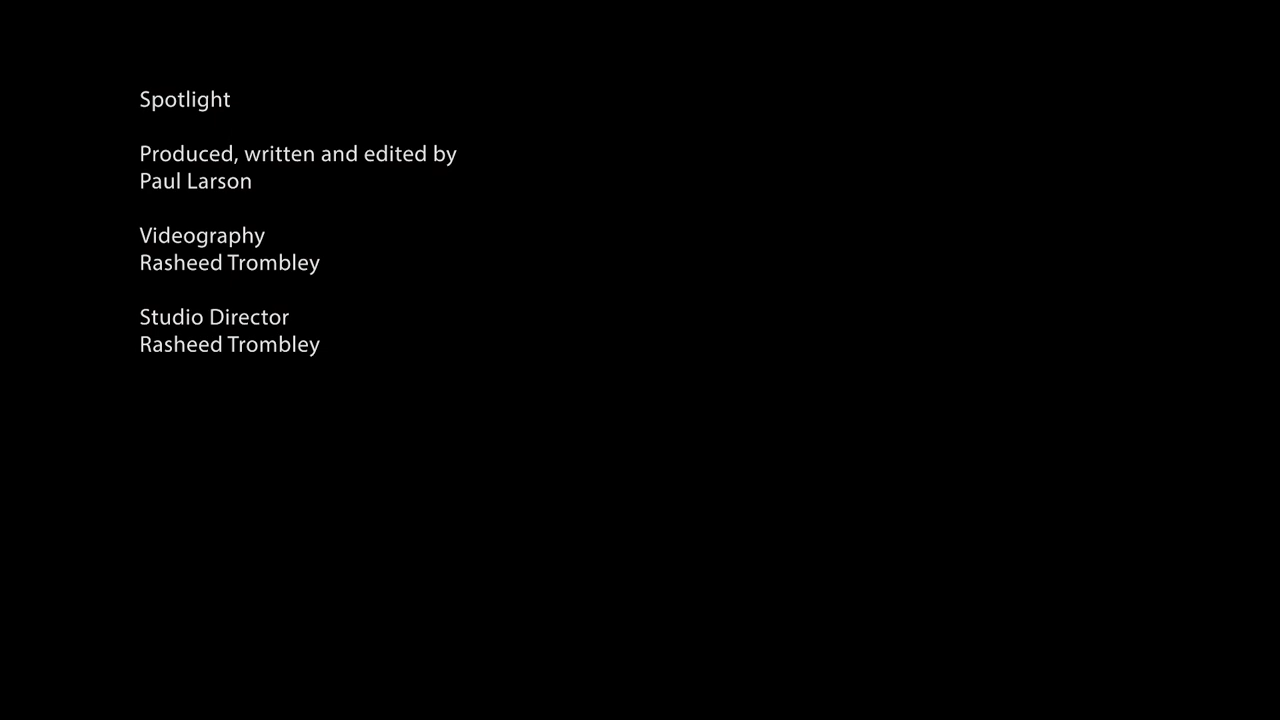 Spotlight
Produced, written and edited by
Paul Larson
Videography
Rasheed Trombley
Studio Director
Rasheed Trombley